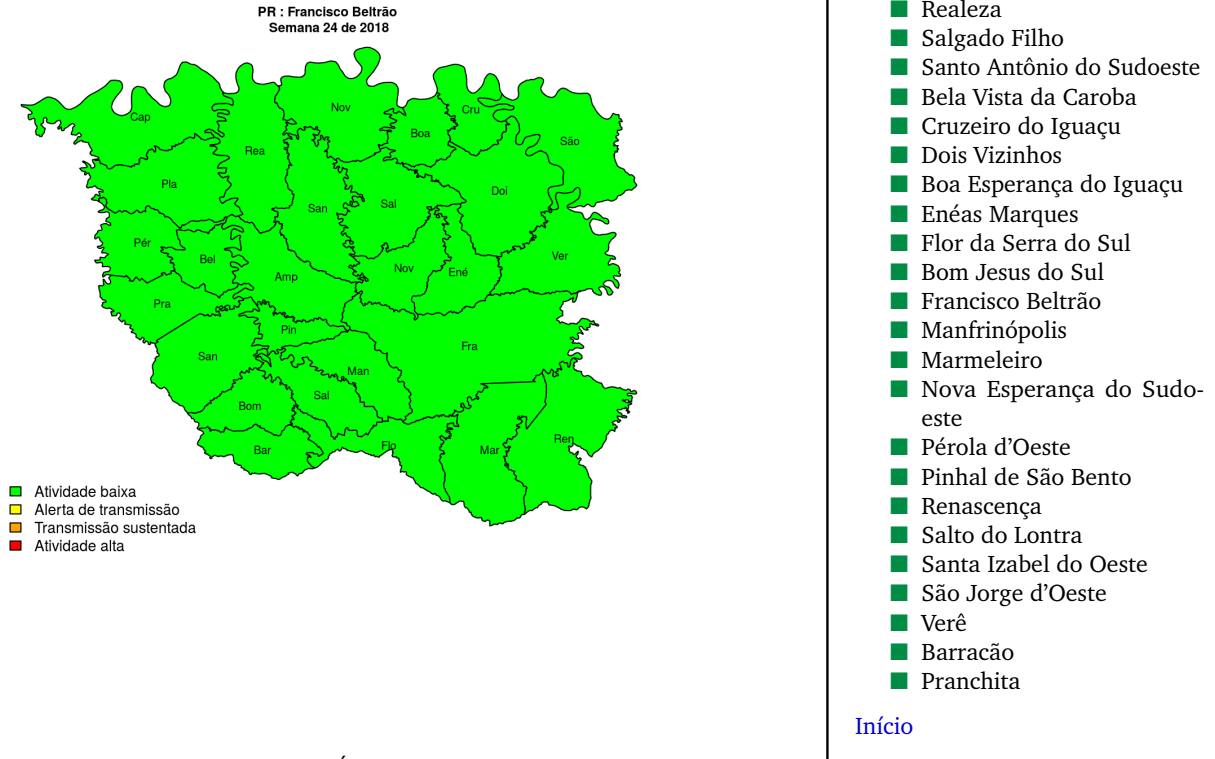 PR : Francisco Beltrão
Semana 24 de 2018
Cap
Nov
Cru
Boa
São
Rea
Pla
San
Sal
Doi
Pér
Bel
Amp
Nov
Ené
Ver
Pra
Pin
San
Fra
Man
Sal
Bom
Bar
Flo
Mar
Ren
Atividade baixa
Alerta de transmissão
Transmissão sustentada
Atividade alta
Realeza
Salgado Filho
Santo Antônio do Sudoeste
Bela Vista da Caroba
Cruzeiro do Iguaçu
Dois Vizinhos
Boa Esperança do Iguaçu
Enéas Marques
Flor da Serra do Sul
Bom Jesus do Sul
Francisco Beltrão
Manfrinópolis
Marmeleiro
Nova Esperança do Sudo-
este
Pérola d'Oeste
Pinhal de São Bento
Renascença
Salto do Lontra
Santa Izabel do Oeste
São Jorge d'Oeste
Verê
Barracão
Pranchita
Início